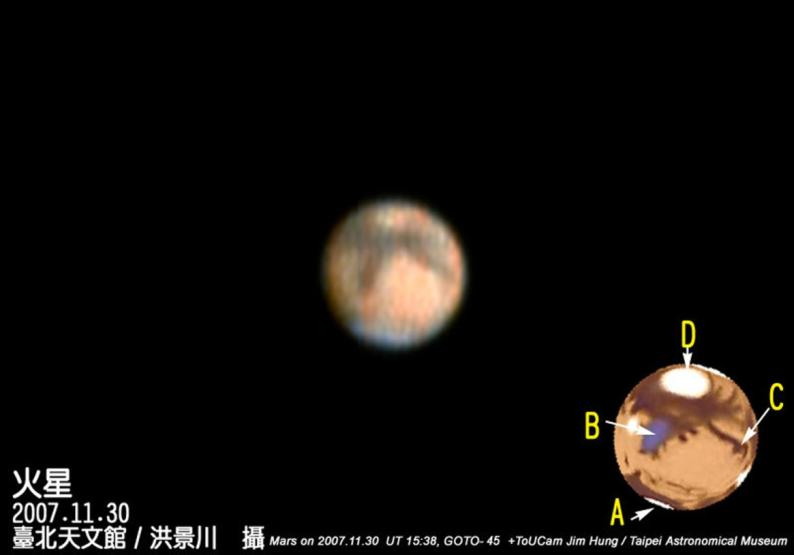 D
C
B
A
火星
2007.11.30
臺北天文館 / 洪景川 攝
Mars on 2007.11.30 UT 15:38, GOTO- 45 +ToUCam Jim Hung / Taipei Astronomical Museum